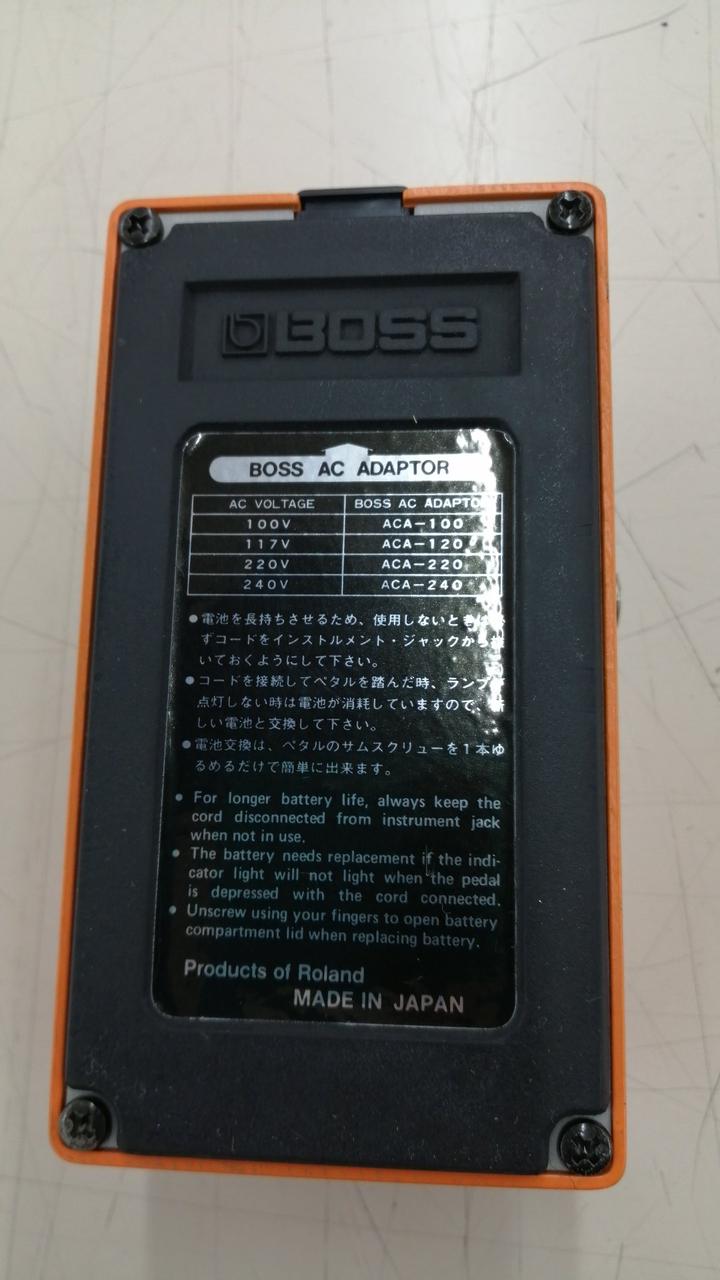 BOSS
BOSS AC ADAPTOR
AC VOLTAGE BOSS AC ADAPTOR
100V ACA-100
117V ACA-120
220V ACA-220
240V ACA-240
●電池を長持ちさせるため、使用しないときは必
ずコードをインストルメント・ジャックから抜
いておくようにして下さい。
●コードを接続してペタルを踏んだ時、ランプが
点灯しない時は電池が消耗していますので、新
しい電池と交換して下さい。
●電池交換は、ペタルのサムスクリューを1本ゆ
るめるだけで簡単に出来ます。
● For longer battery life, always keep the
cord disconnected from instrument jack
when not in use.
● The battery needs replacement if the indi-
cator light will not light when the pedal
is depressed with the cord connected.
● Unscrew using your fingers to open battery
compartment lid when replacing battery.
Products of Roland
MADE IN JAPAN